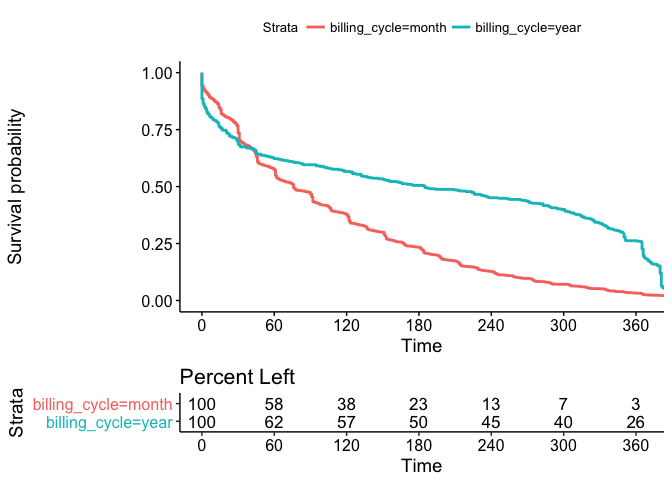 Strata billing_cycle=month billing_cycle=year
Survival probability
1.00
0.75
0.50
0.25
0.00
0 60 120 180 240 300 360
Time
Percent Left
Strata
billing_cycle=month 100 58 38 23 13 7 3
billing_cycle=year 100 62 57 50 45 40 26
0 60 120 180 240 300 360
Time